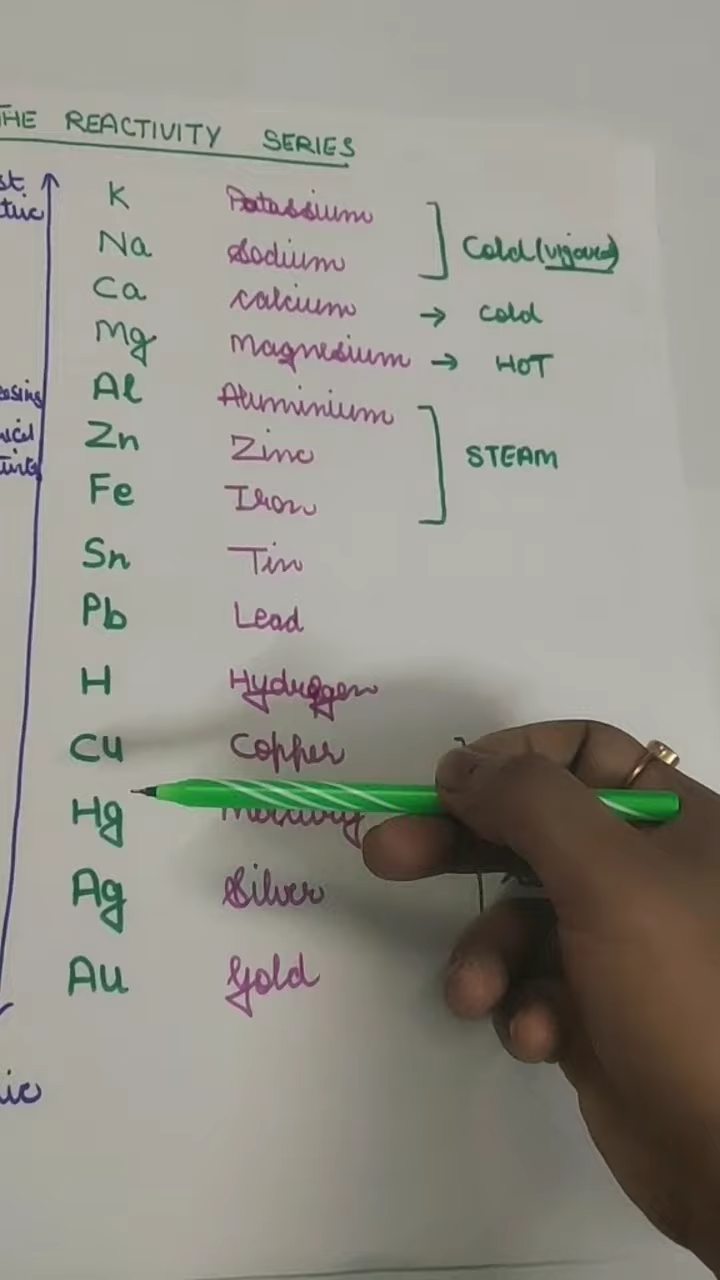 THE REACTIVITY SERIES
K Potassium
Na Sodium ] Cold (vigorous)
Ca Calcium → Cold
Mg Magnesium → HOT
Al Aluminium
Zn Zinc ] STEAM
Fe Iron
Sn Tin
Pb Lead
H Hydrogen
Cu Copper
Hg Mercury
Ag Silver
Au Gold